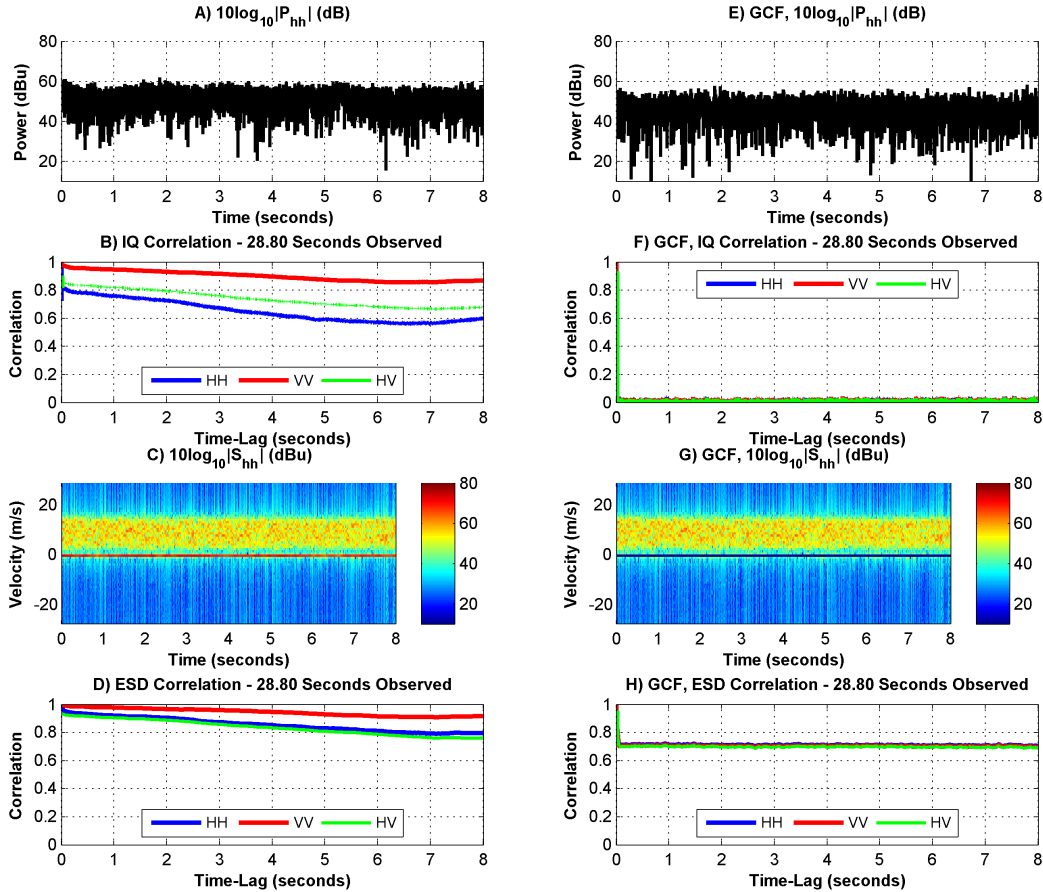 A) 10log10|Phh| (dB)
80
60
40
20
Power (dBu)
0 1 2 3 4 5 6 7 8
Time (seconds)
E) GCF, 10log10|Phh| (dB)
80
60
40
20
Power (dBu)
0 1 2 3 4 5 6 7 8
Time (seconds)
B) IQ Correlation - 28.80 Seconds Observed
1
0.8
0.6
0.4
0.2
0
Correlation
HH VV HV
0 1 2 3 4 5 6 7 8
Time-Lag (seconds)
F) GCF, IQ Correlation - 28.80 Seconds Observed
1
0.8
0.6
0.4
0.2
0
Correlation
HH VV HV
0 1 2 3 4 5 6 7 8
Time-Lag (seconds)
C) 10log10|Shh| (dBu)
20
0
-20
Velocity (m/s)
80
60
40
20
0 1 2 3 4 5 6 7 8
Time (seconds)
G) GCF, 10log10|Shh| (dBu)
20
0
-20
Velocity (m/s)
80
60
40
20
0 1 2 3 4 5 6 7 8
Time (seconds)
D) ESD Correlation - 28.80 Seconds Observed
1
0.8
0.6
0.4
0.2
0
Correlation
HH VV HV
0 1 2 3 4 5 6 7 8
Time-Lag (seconds)
H) GCF, ESD Correlation - 28.80 Seconds Observed
1
0.8
0.6
0.4
0.2
0
Correlation
HH VV HV
0 1 2 3 4 5 6 7 8
Time-Lag (seconds)